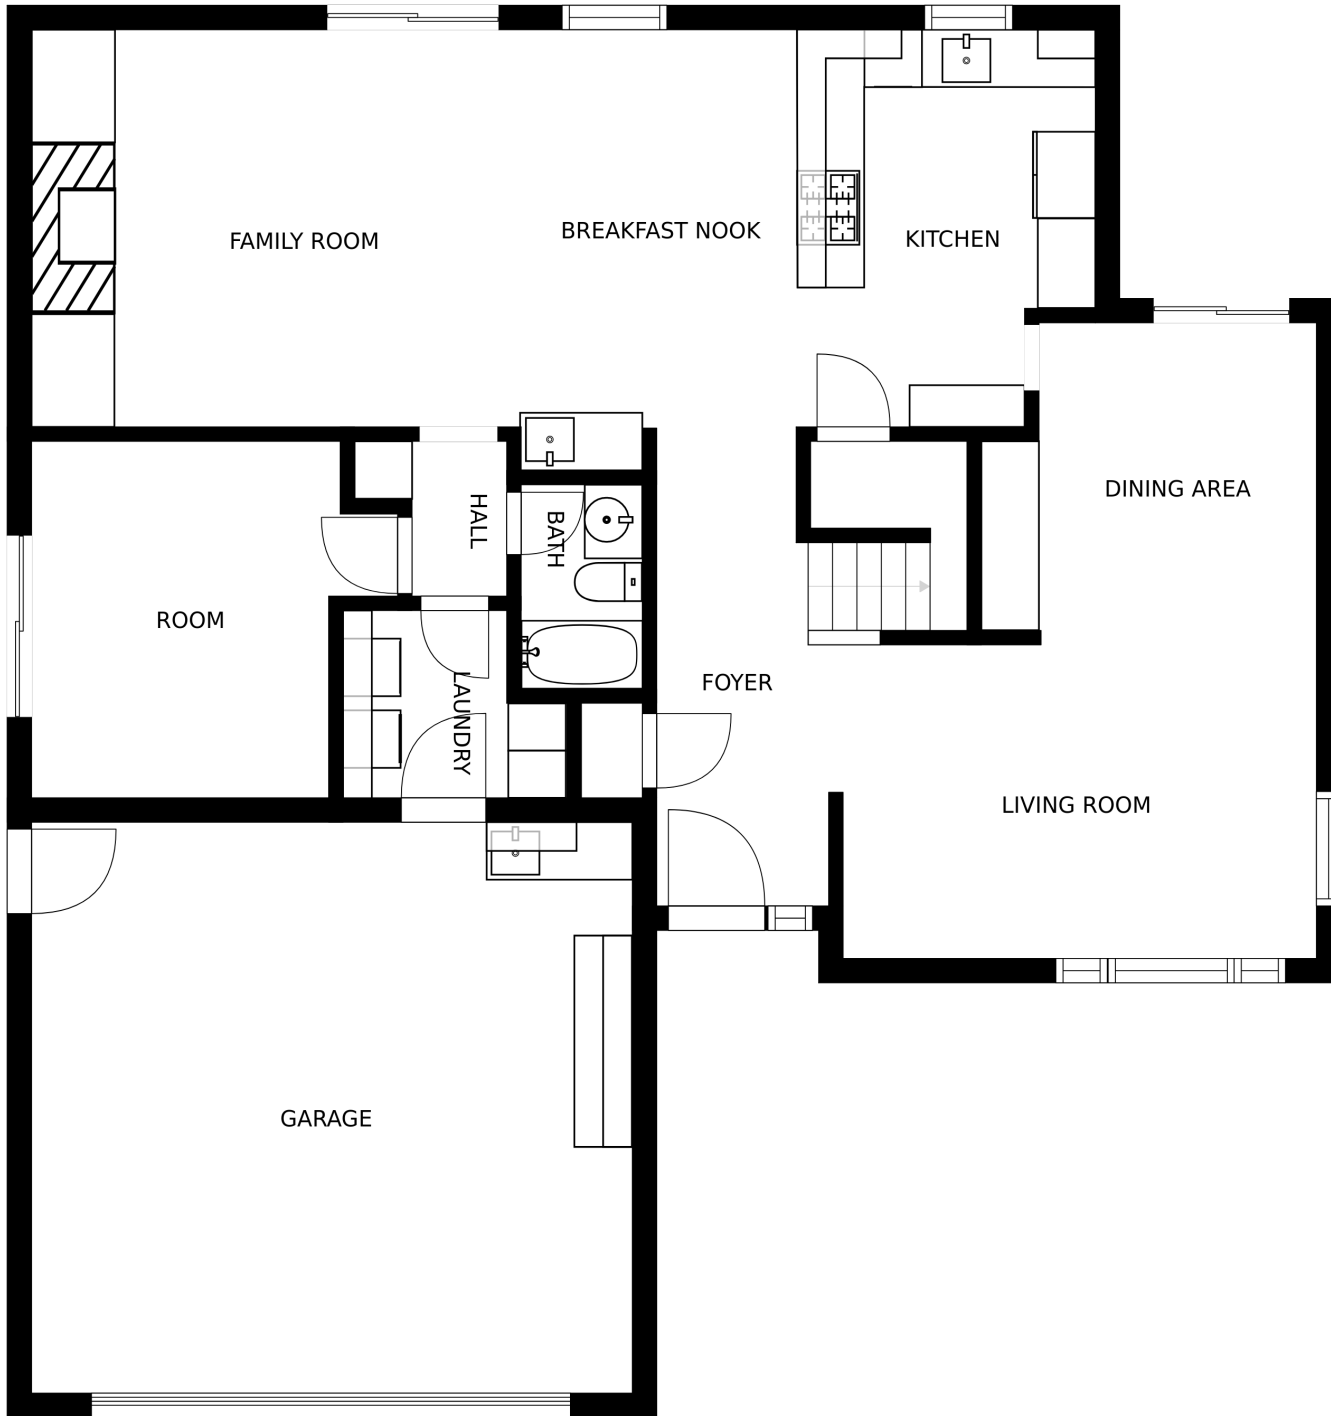 FAMILY ROOM
BREAKFAST NOOK
KITCHEN
DINING AREA
HALL
BATH
ROOM
LAUNDRY
FOYER
LIVING ROOM
GARAGE